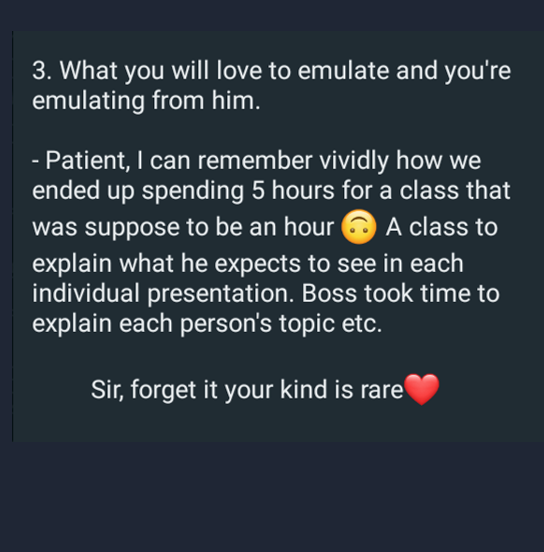 3. What you will love to emulate and you're
emulating from him.
- Patient, I can remember vividly how we
ended up spending 5 hours for a class that
was suppose to be an hour 🙃 A class to
explain what he expects to see in each
individual presentation. Boss took time to
explain each person's topic etc.
Sir, forget it your kind is rare❤️